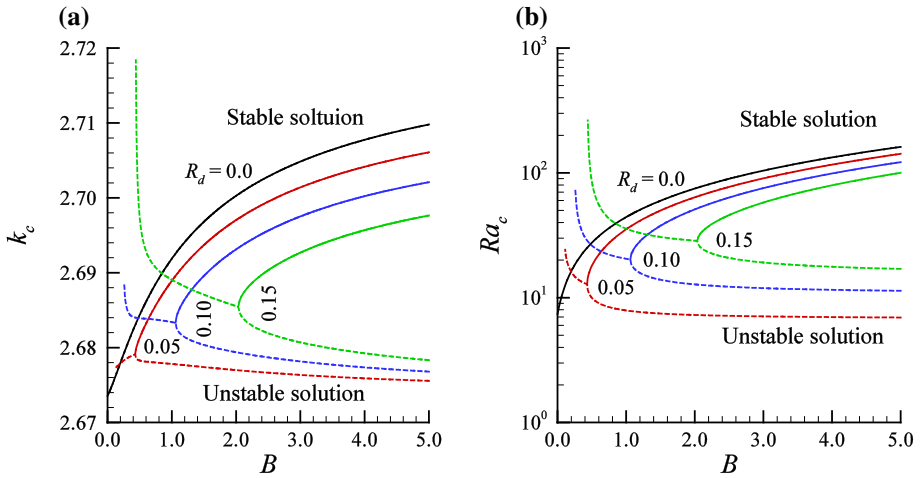 (a)
2.72
2.71
2.70
2.69
2.68
2.67
k_c
Stable soltuion
R_d = 0.0
0.05
0.10
0.15
Unstable solution
0.0 1.0 2.0 3.0 4.0 5.0
B
(b)
10^3
10^2
10^1
10^0
Ra_c
Stable solution
R_d = 0.0
0.15
0.10
0.05
Unstable solution
0.0 1.0 2.0 3.0 4.0 5.0
B